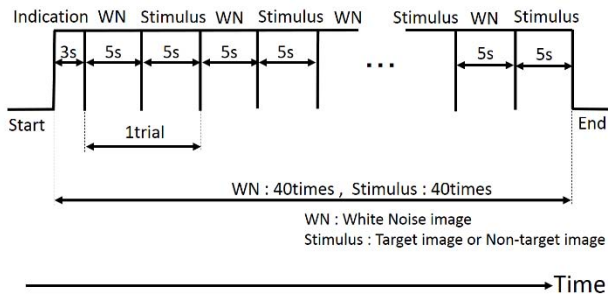 Indication WN Stimulus WN Stimulus WN Stimulus WN Stimulus
3s 5s 5s 5s 5s ... 5s 5s
Start End
1trial
WN : 40times , Stimulus : 40times
WN : White Noise image
Stimulus : Target image or Non-target image
Time